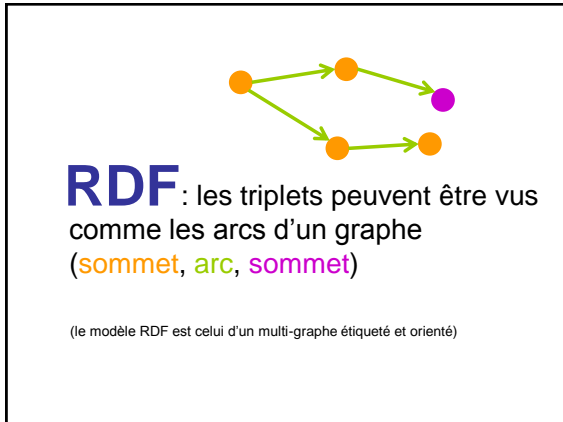 RDF: les triplets peuvent être vus
comme les arcs d’un graphe
(sommet, arc, sommet)
(le modèle RDF est celui d’un multi-graphe étiqueté et orienté)